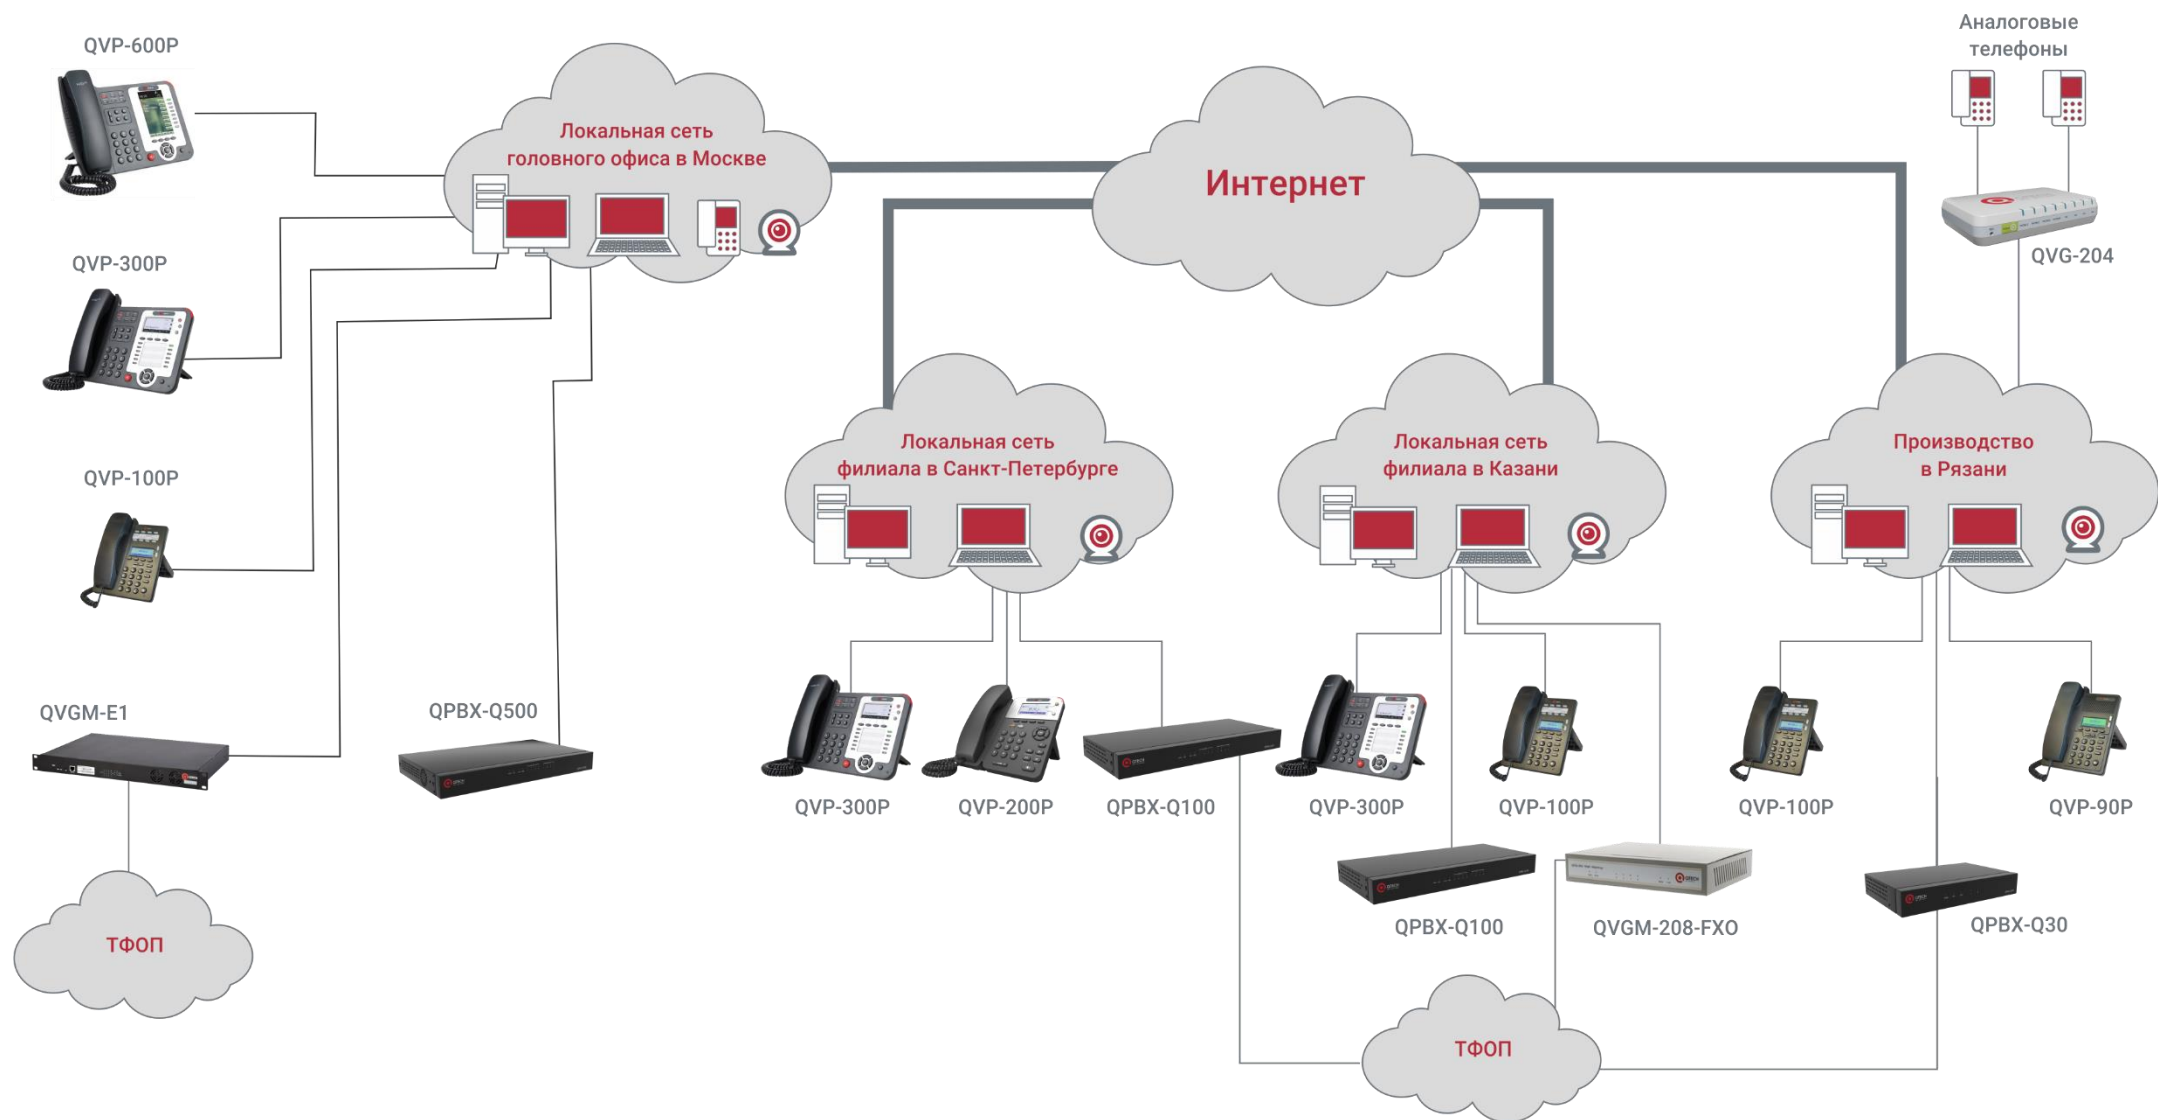 QVP-600P
Аналоговые
телефоны
Локальная сеть
головного офиса в Москве
Интернет
QVG-204
QVP-300P
QVP-100P
Локальная сеть
филиала в Санкт-Петербурге
Локальная сеть
филиала в Казани
Производство
в Рязани
QVGM-E1
QPBX-Q500
QVP-300P
QVP-200P
QPBX-Q100
QVP-300P
QVP-100P
QVP-100P
QVP-90P
QPBX-Q100
QVGM-208-FXO
QPBX-Q30
ТФОП
ТФОП